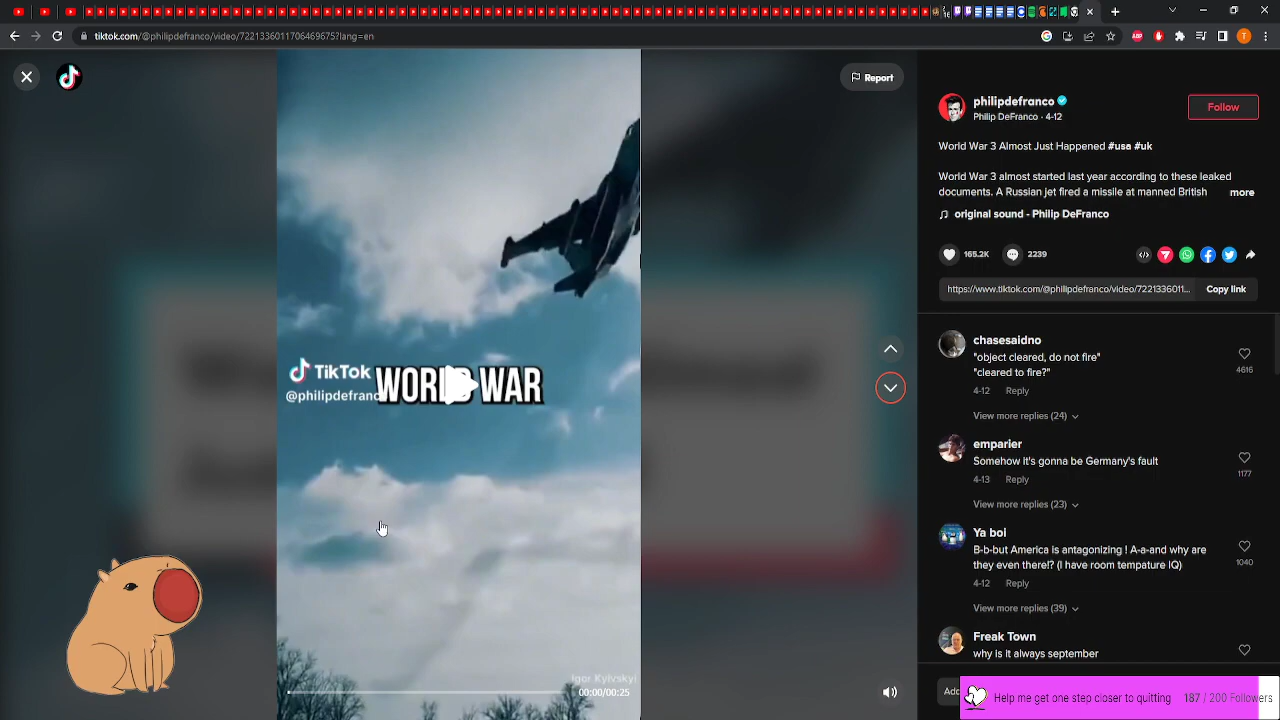 tiktok.com/@philipdefranco/video/7221336011706469675?lang=en
Report
TikTok
@philipdefranc
WORLD WAR
Igor Kyivskyi
00:00/00:25
philipdefranco
Philip DeFranco · 4-12
Follow
World War 3 Almost Just Happened #usa #uk
World War 3 almost started last year according to these leaked
documents. A Russian jet fired a missile at manned British more
original sound - Philip DeFranco
165.2K 2239
https://www.tiktok.com/@philipdefranco/video/7221336011... Copy link
chasesaidno
"object cleared, do not fire"
"cleared to fire?"
4616
4-12 Reply
View more replies (24)
emparier
Somehow it's gonna be Germany's fault
1177
4-13 Reply
View more replies (23)
Ya boi
B-b-but America is antagonizing ! A-a-and why are
they even there!? (I have room tempature IQ)
1040
4-12 Reply
View more replies (39)
Freak Town
why is it always september
Add
Help me get one step closer to quitting 187 / 200 Followers